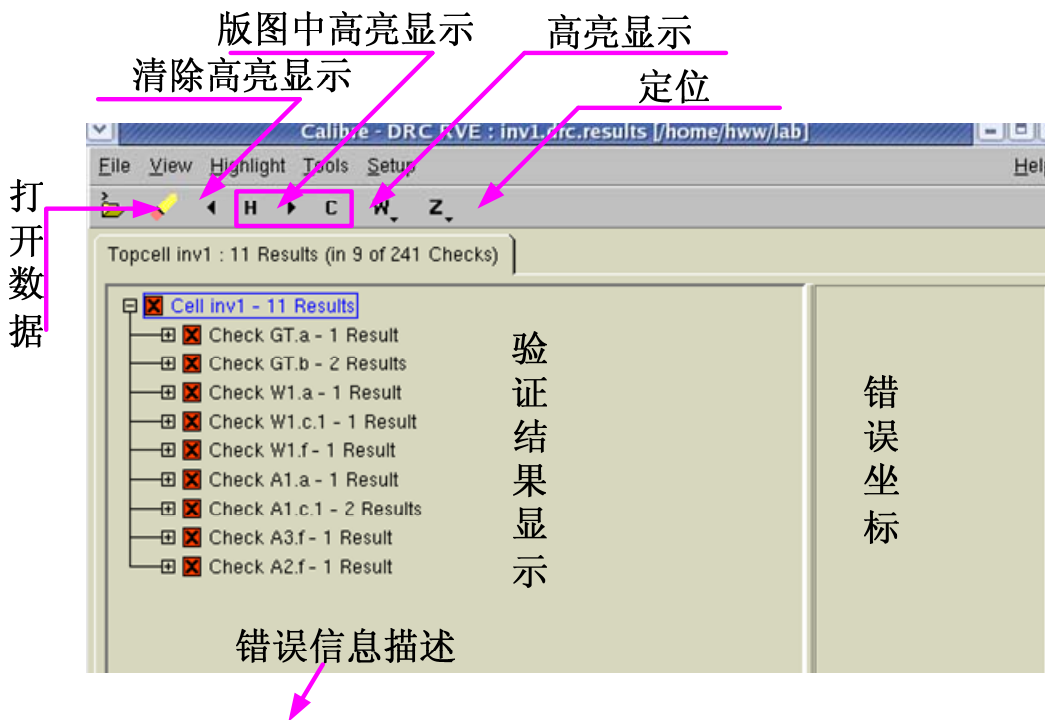 版图中高亮显示
高亮显示
清除高亮显示
定位
Calibre - DRC RVE : inv1.drc.results [/home/hww/lab]
File View Highlight Tools Setup Help
打开数据
H C W Z
Topcell inv1 : 11 Results (in 9 of 241 Checks)
Cell inv1 - 11 Results
Check GT.a - 1 Result
Check GT.b - 2 Results
Check W1.a - 1 Result
Check W1.c.1 - 1 Result
Check W1.f - 1 Result
Check A1.a - 1 Result
Check A1.c.1 - 2 Results
Check A3.f - 1 Result
Check A2.f - 1 Result
验证结果显示
错误坐标
错误信息描述